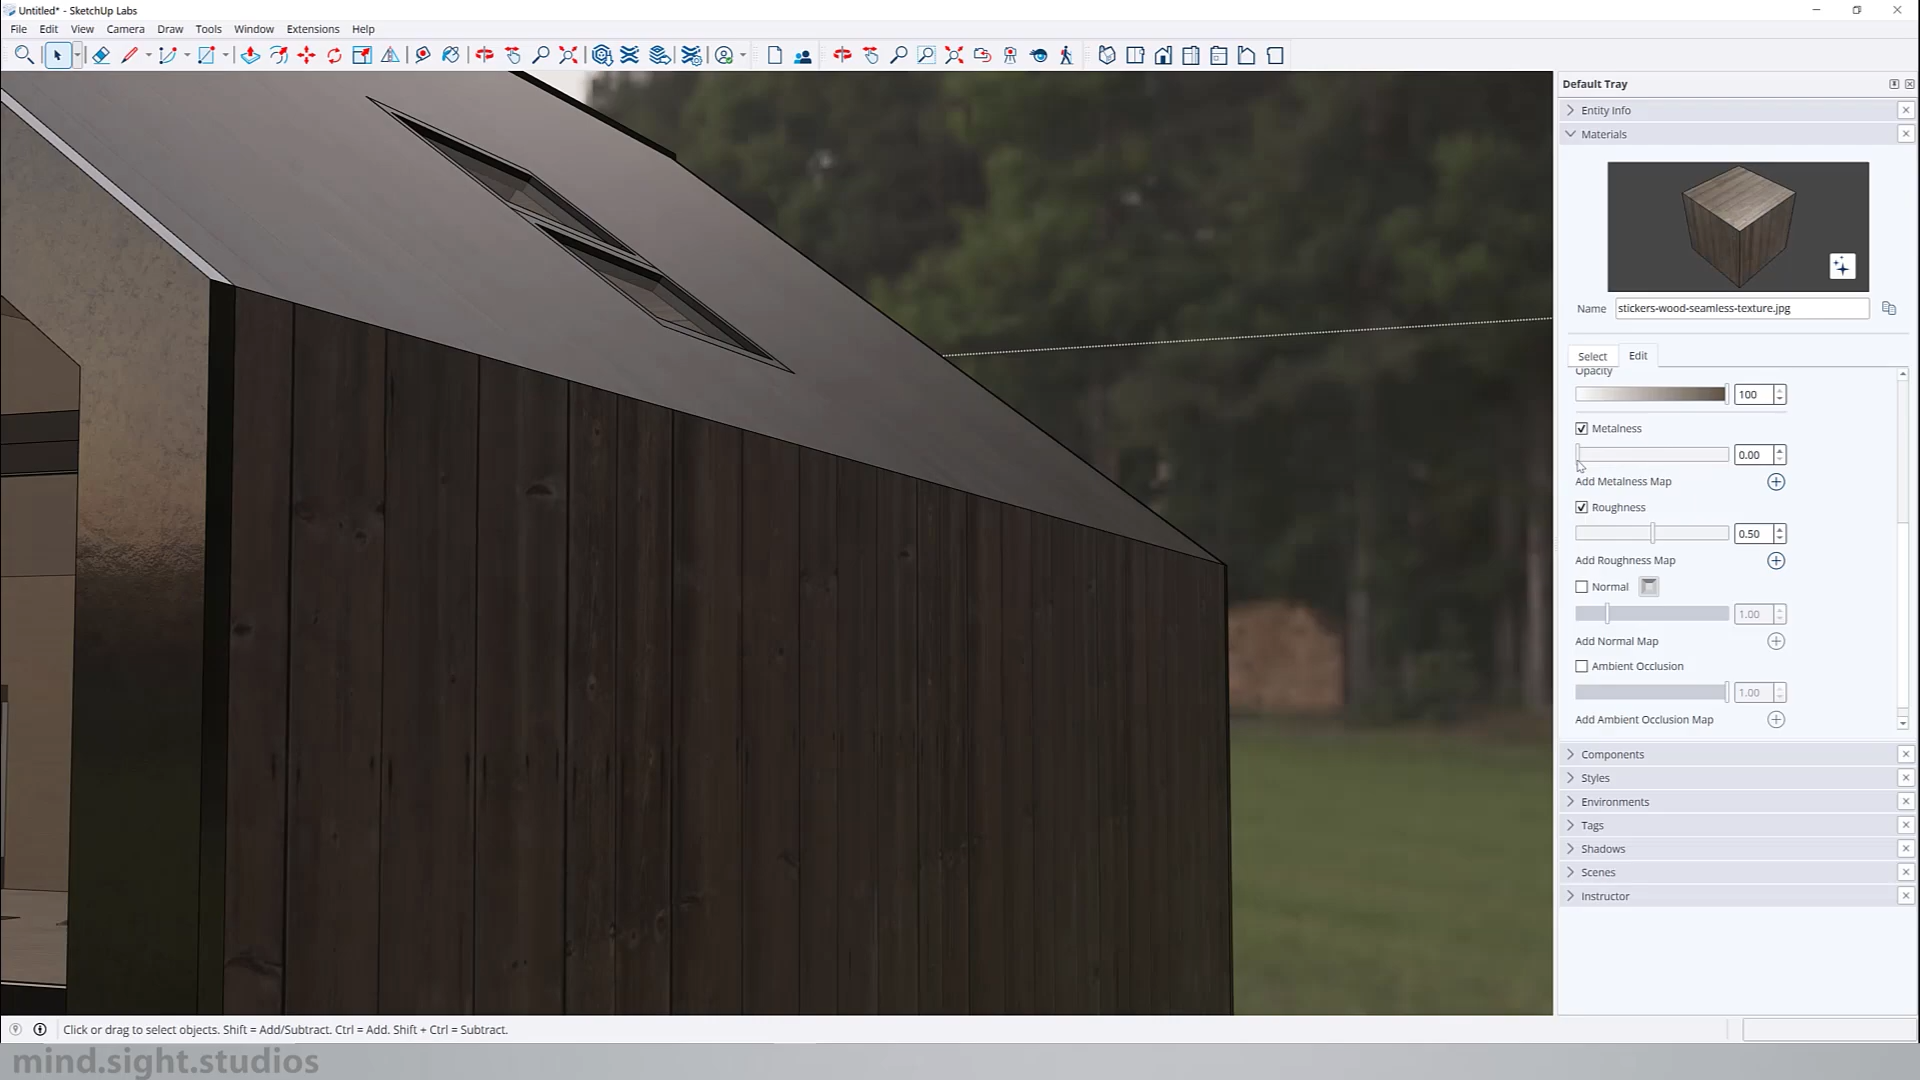 Untitled* - SketchUp Labs
File Edit View Camera Draw Tools Window Extensions Help
Default Tray
Entity Info
Materials
Name stickers-wood-seamless-texture.jpg
Select Edit
Opacity
100
Metalness
0.00
Add Metalness Map
Roughness
0.50
Add Roughness Map
Normal
1.00
Add Normal Map
Ambient Occlusion
1.00
Add Ambient Occlusion Map
Components
Styles
Environments
Tags
Shadows
Scenes
Instructor
Click or drag to select objects. Shift = Add/Subtract. Ctrl = Add. Shift + Ctrl = Subtract.
mind.sight.studios